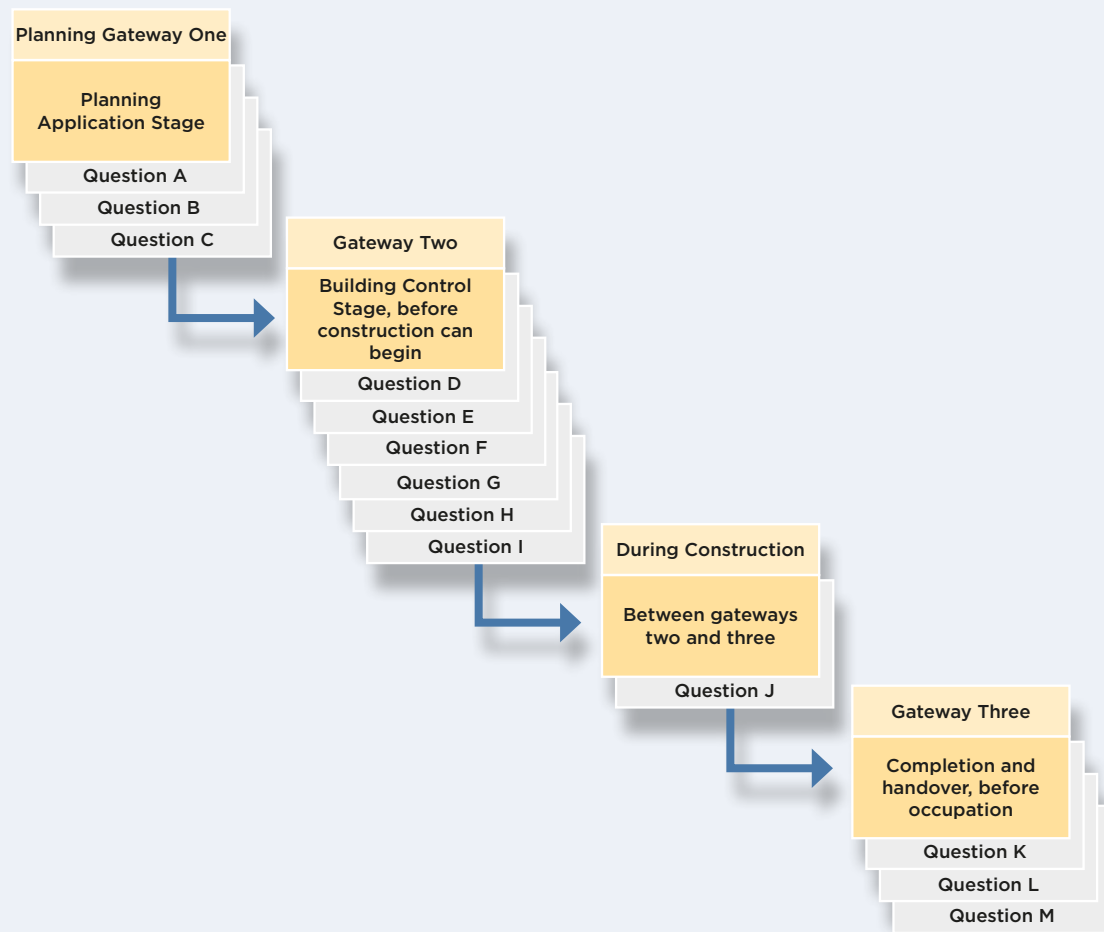 Planning Gateway One
Planning
Application Stage
Question A
Question B
Question C
Gateway Two
Building Control
Stage, before
construction can
begin
Question D
Question E
Question F
Question G
Question H
Question I
During Construction
Between gateways
two and three
Question J
Gateway Three
Completion and
handover, before
occupation
Question K
Question L
Question M